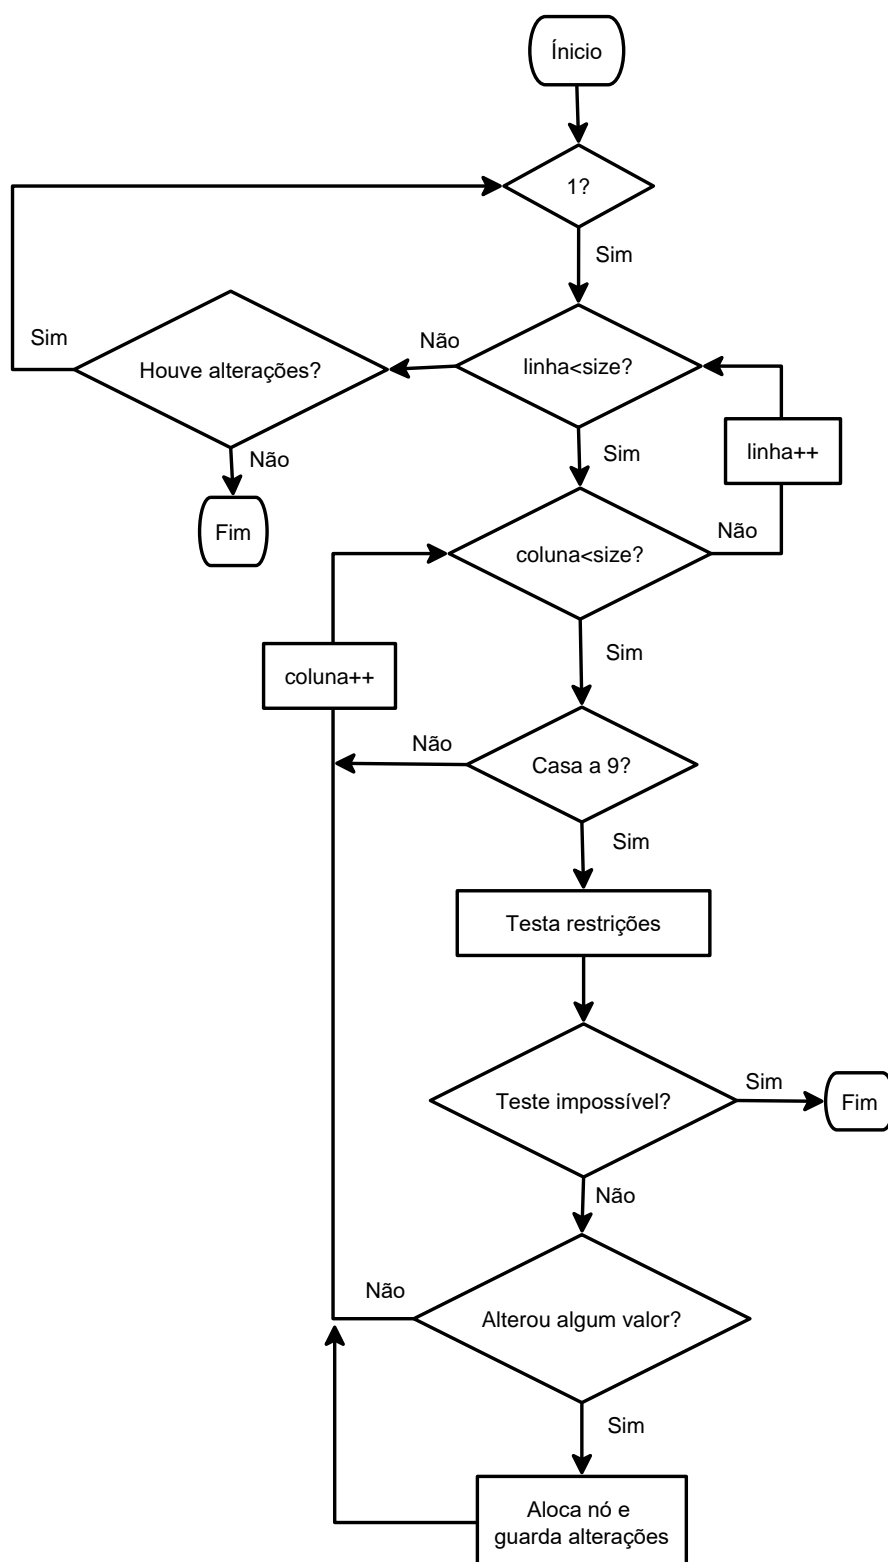 Ínicio
1?
Sim
Sim
Houve alterações?
Não
linha<size?
linha++
Não
Fim
Sim
coluna<size?
Não
coluna++
Sim
Não
Casa a 9?
Sim
Testa restrições
Teste impossível?
Sim
Fim
Não
Não
Alterou algum valor?
Sim
Aloca nó e
guarda alterações